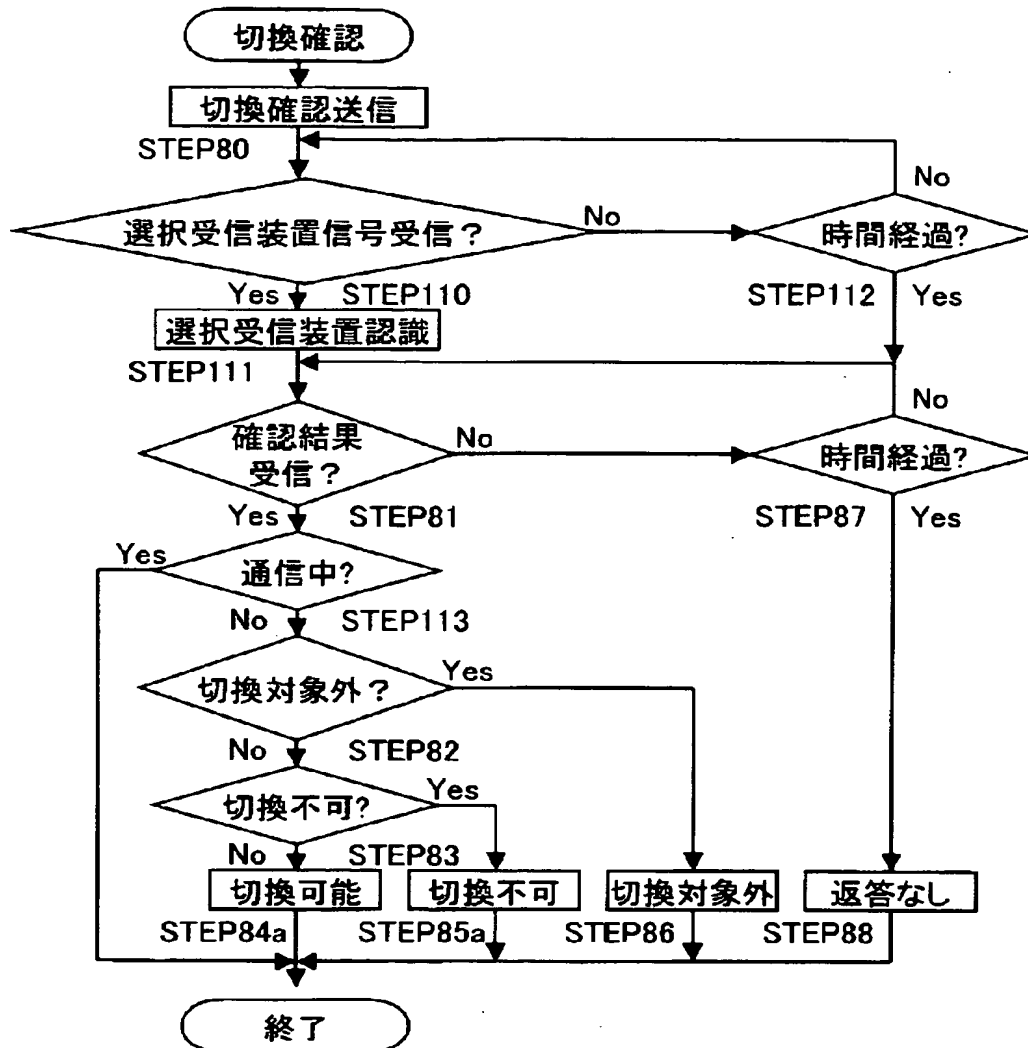 切換確認
切換確認送信
STEP80
No
選択受信装置信号受信？
No
時間経過?
Yes
STEP110
STEP112
Yes
選択受信装置認識
STEP111
No
確認結果
受信？
No
時間経過?
Yes
STEP81
STEP87
Yes
Yes
通信中?
No
STEP113
切換対象外？
Yes
No
STEP82
切換不可?
Yes
No
STEP83
切換可能
切換不可
切換対象外
返答なし
STEP84a
STEP85a
STEP86
STEP88
終了